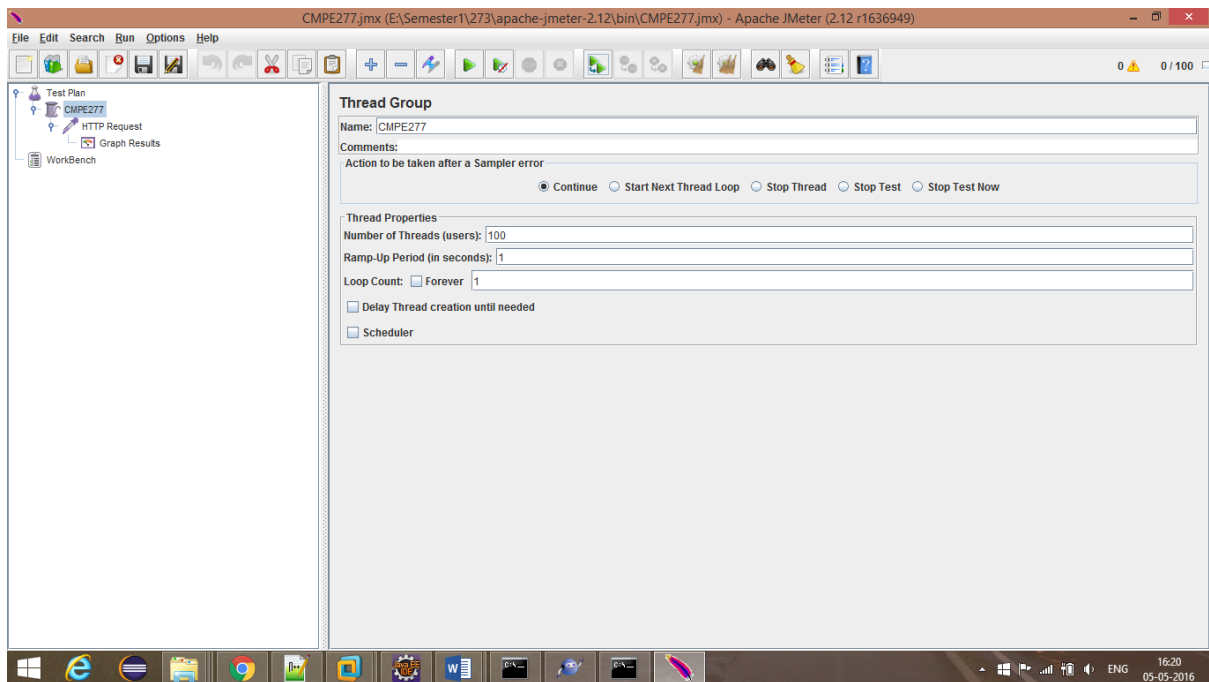 CMPE277.jmx (E:\Semester1\273\apache-jmeter-2.12\bin\CMPE277.jmx) - Apache JMeter (2.12 r1636949)
File Edit Search Run Options Help
0 0 / 100
Test Plan
CMPE277
HTTP Request
Graph Results
WorkBench
Thread Group
Name: CMPE277
Comments:
Action to be taken after a Sampler error
Continue Start Next Thread Loop Stop Thread Stop Test Stop Test Now
Thread Properties
Number of Threads (users): 100
Ramp-Up Period (in seconds): 1
Loop Count: Forever 1
Delay Thread creation until needed
Scheduler
ENG 16:20
05-05-2016